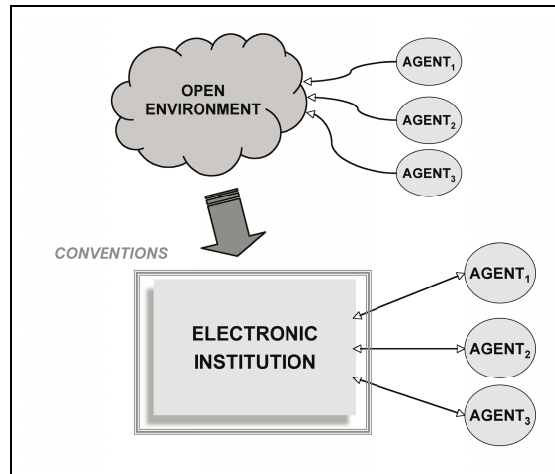 OPEN
ENVIRONMENT
AGENT₁
AGENT₂
AGENT₃
CONVENTIONS
ELECTRONIC
INSTITUTION
AGENT₁
AGENT₂
AGENT₃